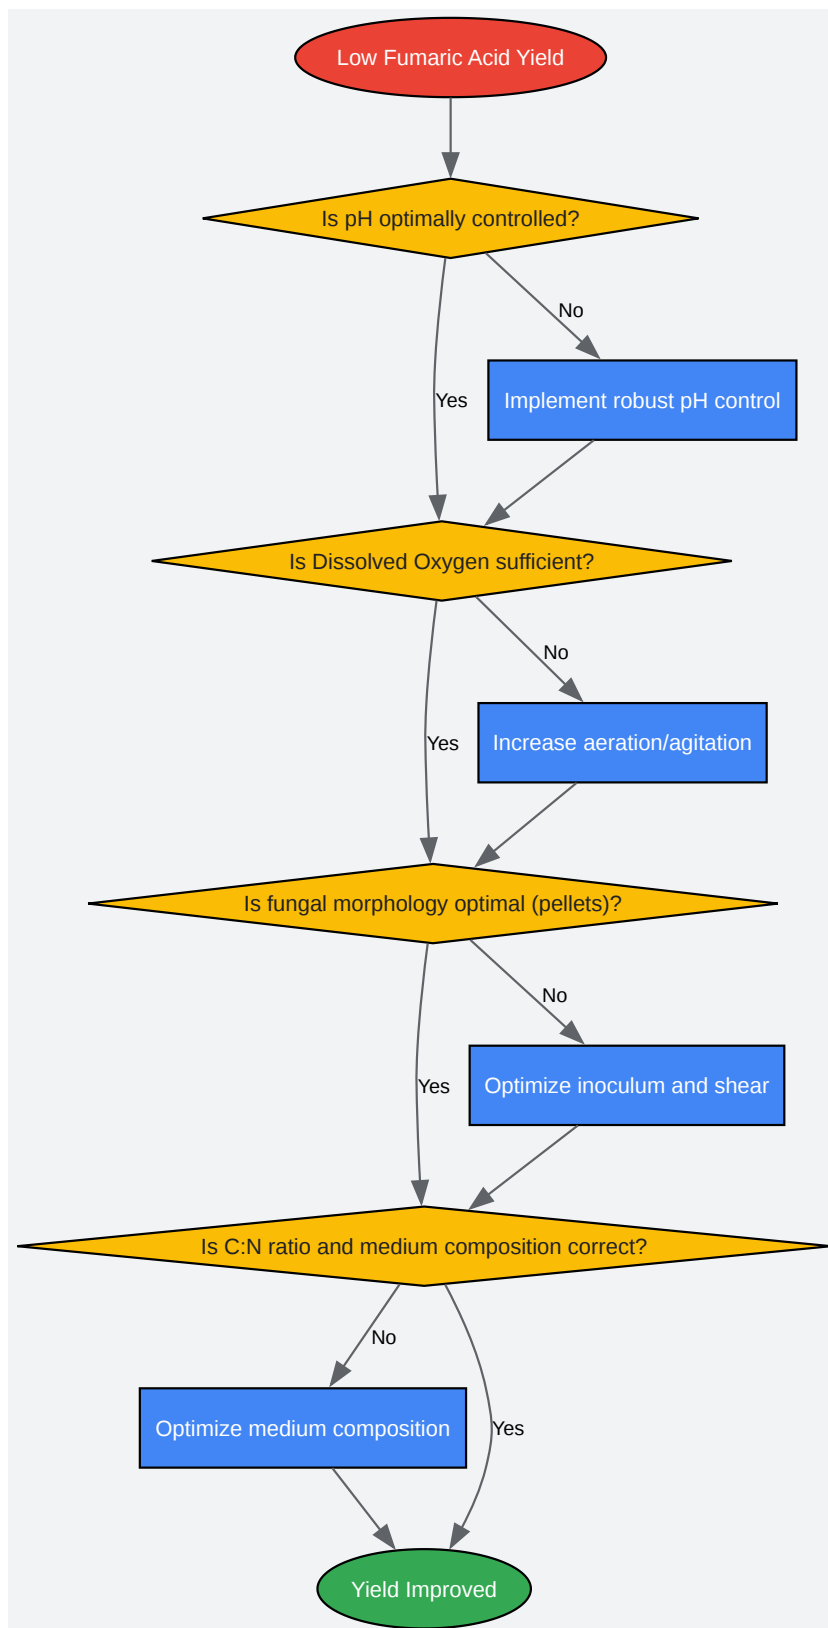 Low Fumaric Acid Yield
Is pH optimally controlled?
No
Yes
Implement robust pH control
Is Dissolved Oxygen sufficient?
No
Yes
Increase aeration/agitation
Is fungal morphology optimal (pellets)?
No
Yes
Optimize inoculum and shear
Is C:N ratio and medium composition correct?
No
Optimize medium composition
Yes
Yield Improved